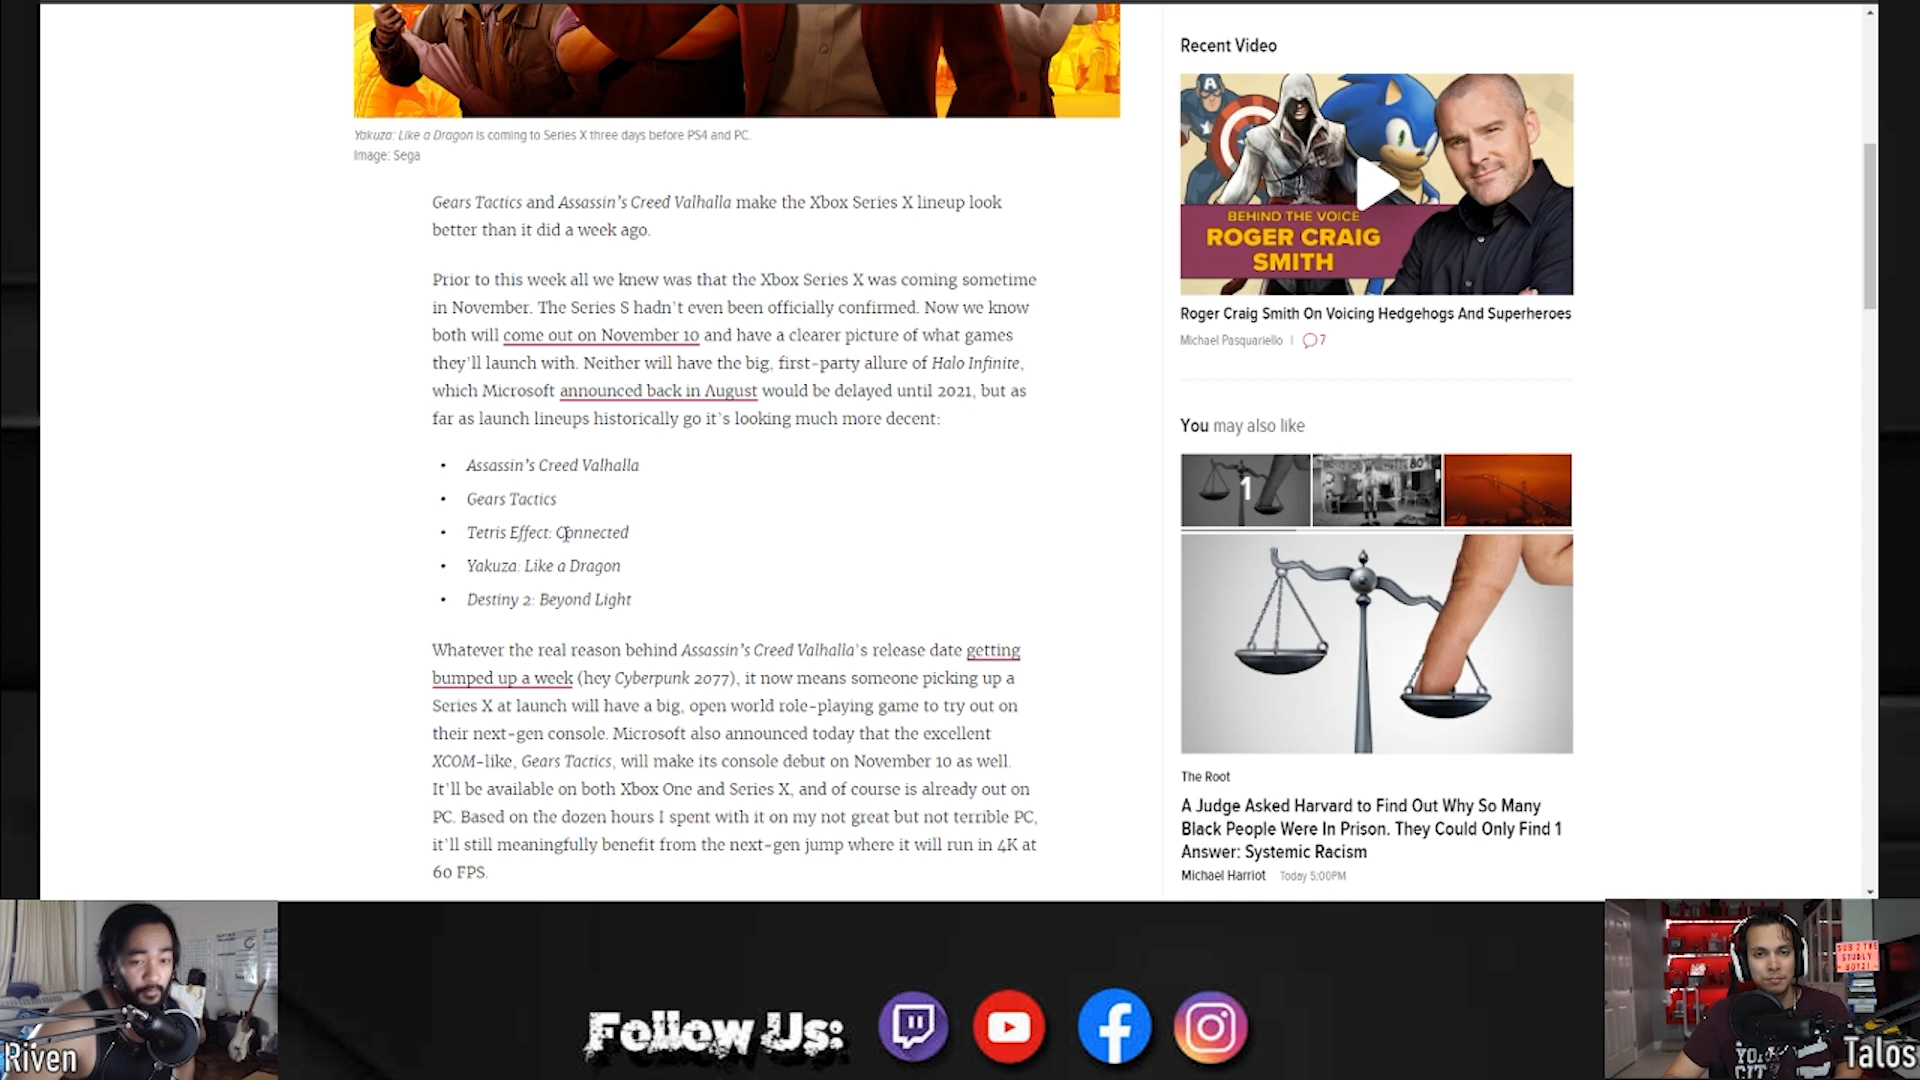 Yakuza: Like a Dragon is coming to Series X three days before PS4 and PC.
Image: Sega
Gears Tactics and Assassin's Creed Valhalla make the Xbox Series X lineup look
better than it did a week ago.
Prior to this week all we knew was that the Xbox Series X was coming sometime
in November. The Series S hadn't even been officially confirmed. Now we know
both will come out on November 10 and have a clearer picture of what games
they'll launch with. Neither will have the big, first-party allure of Halo Infinite,
which Microsoft announced back in August would be delayed until 2021, but as
far as launch lineups historically go it's looking much more decent:
• Assassin's Creed Valhalla
• Gears Tactics
• Tetris Effect: Connected
• Yakuza: Like a Dragon
• Destiny 2: Beyond Light
Whatever the real reason behind Assassin's Creed Valhalla's release date getting
bumped up a week (hey Cyberpunk 2077), it now means someone picking up a
Series X at launch will have a big, open world role-playing game to try out on
their next-gen console. Microsoft also announced today that the excellent
XCOM-like, Gears Tactics, will make its console debut on November 10 as well.
It'll be available on both Xbox One and Series X, and of course is already out on
PC. Based on the dozen hours I spent with it on my not great but not terrible PC,
it'll still meaningfully benefit from the next-gen jump where it will run in 4K at
60 FPS.
Recent Video
A
BEHIND THE VOICE
ROGER CRAIG
SMITH
Roger Craig Smith On Voicing Hedgehogs And Superheroes
Michael Pasquariello | 7
You may also like
1
80
The Root
A Judge Asked Harvard to Find Out Why So Many
Black People Were In Prison. They Could Only Find 1
Answer: Systemic Racism
Michael Harriot Today 5:00PM
Riven
Follow Us:
SUB 2 THE
STUDLY
BOYZ!
YORK
CITY
Talos